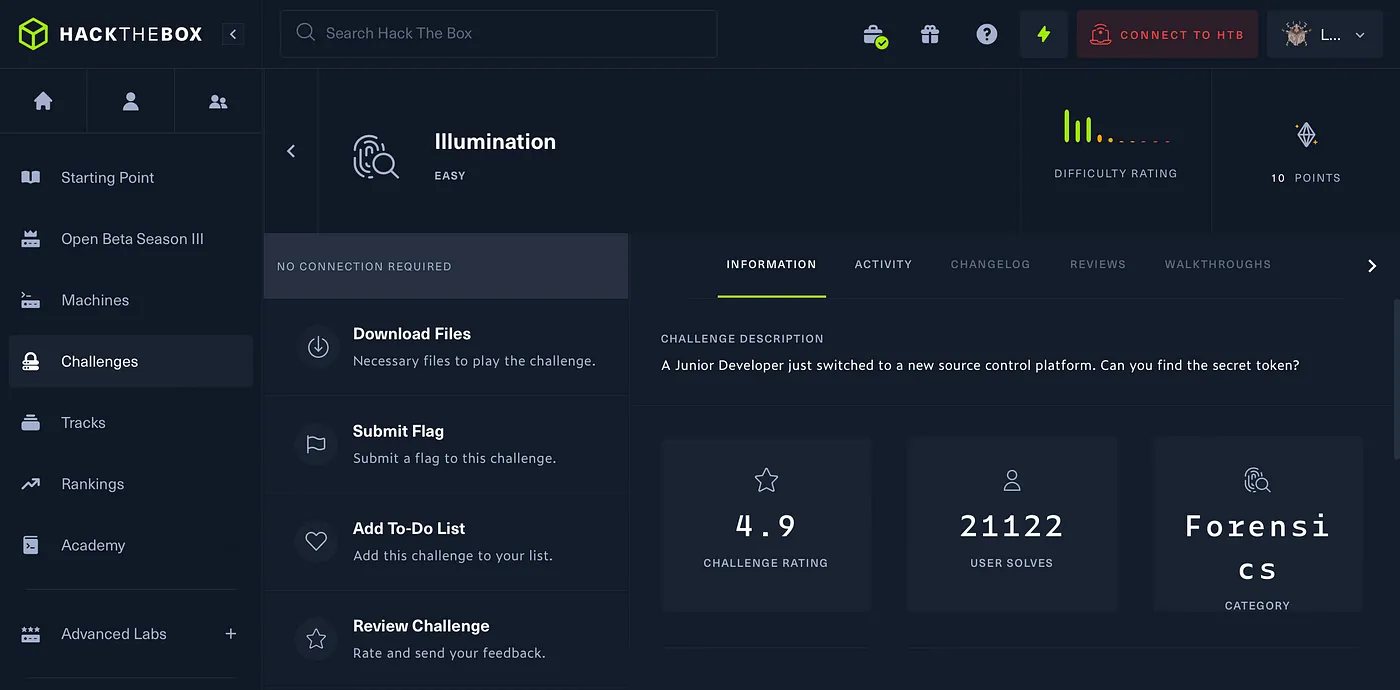 HACKTHEBOX
Search Hack The Box
CONNECT TO HTB
L...
Starting Point
Open Beta Season III
Machines
Challenges
Tracks
Rankings
Academy
Advanced Labs
Illumination
EASY
DIFFICULTY RATING
10 POINTS
NO CONNECTION REQUIRED
Download Files
Necessary files to play the challenge.
Submit Flag
Submit a flag to this challenge.
Add To-Do List
Add this challenge to your list.
Review Challenge
Rate and send your feedback.
INFORMATION
ACTIVITY
CHANGELOG
REVIEWS
WALKTHROUGHS
CHALLENGE DESCRIPTION
A Junior Developer just switched to a new source control platform. Can you find the secret token?
4.9
CHALLENGE RATING
21122
USER SOLVES
Forensi
cs
CATEGORY